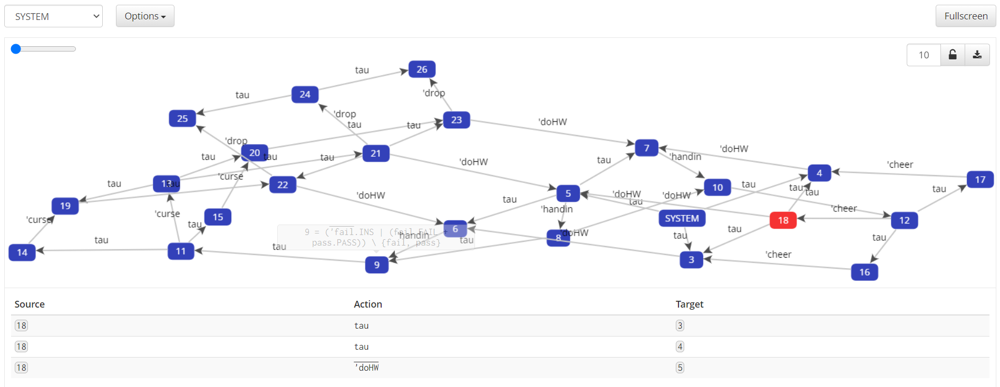 SYSTEM
Options
Fullscreen
10
26
tau
'drop
24
tau
25
'drop
tau
23
tau
'doHW
'drop
20
tau
tau
tau
21
'doHW
7
'handin
'doHW
tau
'cheer
4
17
tau
13
tau
'curse
22
'doHW
5
tau
10
tau
tau
tau
tau
19
'curse
'curse
tau
15
'handin
'doHW
tau
'doHW
SYSTEM
18
'cheer
12
6
'handin
tau
8
'doHW
tau
tau
tau
9 = ('fail.INS | (fail.FAIL +
pass.PASS)) \ {fail, pass}
14
tau
11
tau
9
3
'cheer
16
Source Action Target
18 tau 3
18 tau 4
18 'doHW 5